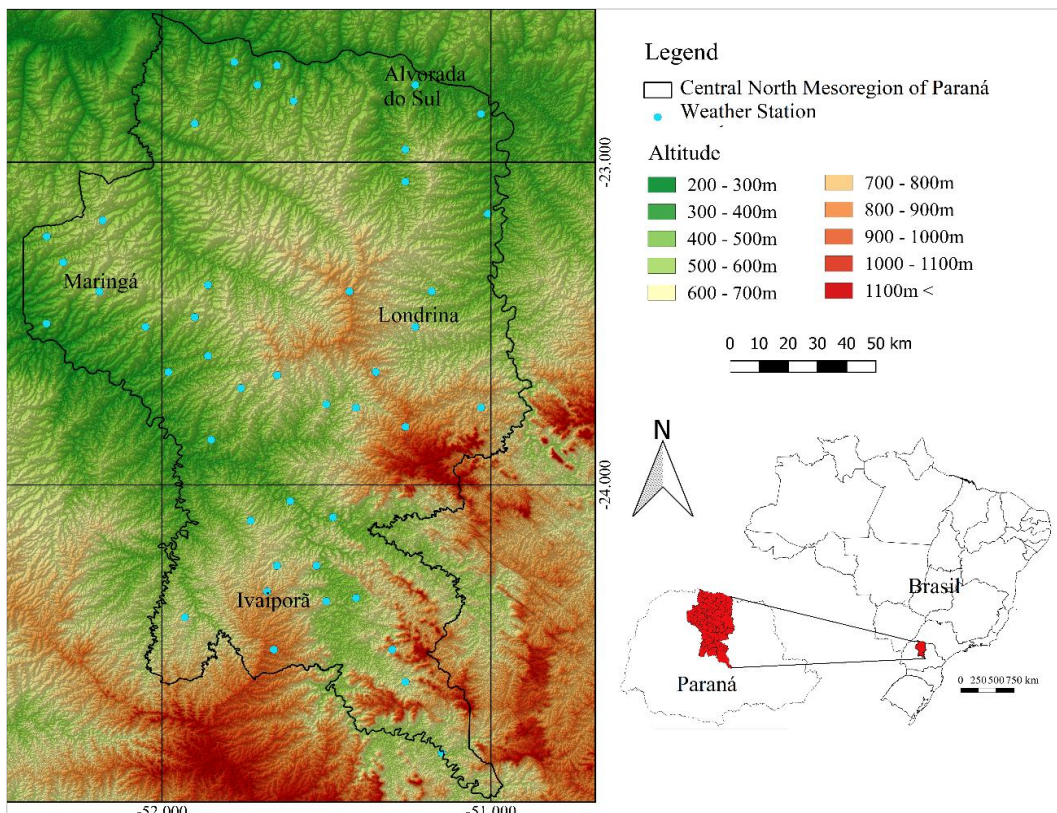 Alvorada
do Sul
Maringá
Londrina
Ivaiporã
-23.000
-24.000
-52.000
-51.000
Legend
Central North Mesoregion of Paraná
Weather Station
Altitude
200 - 300m
300 - 400m
400 - 500m
500 - 600m
600 - 700m
700 - 800m
800 - 900m
900 - 1000m
1000 - 1100m
1100m <
0 10 20 30 40 50 km
N
Brasil
Paraná
0 250 500 750 km